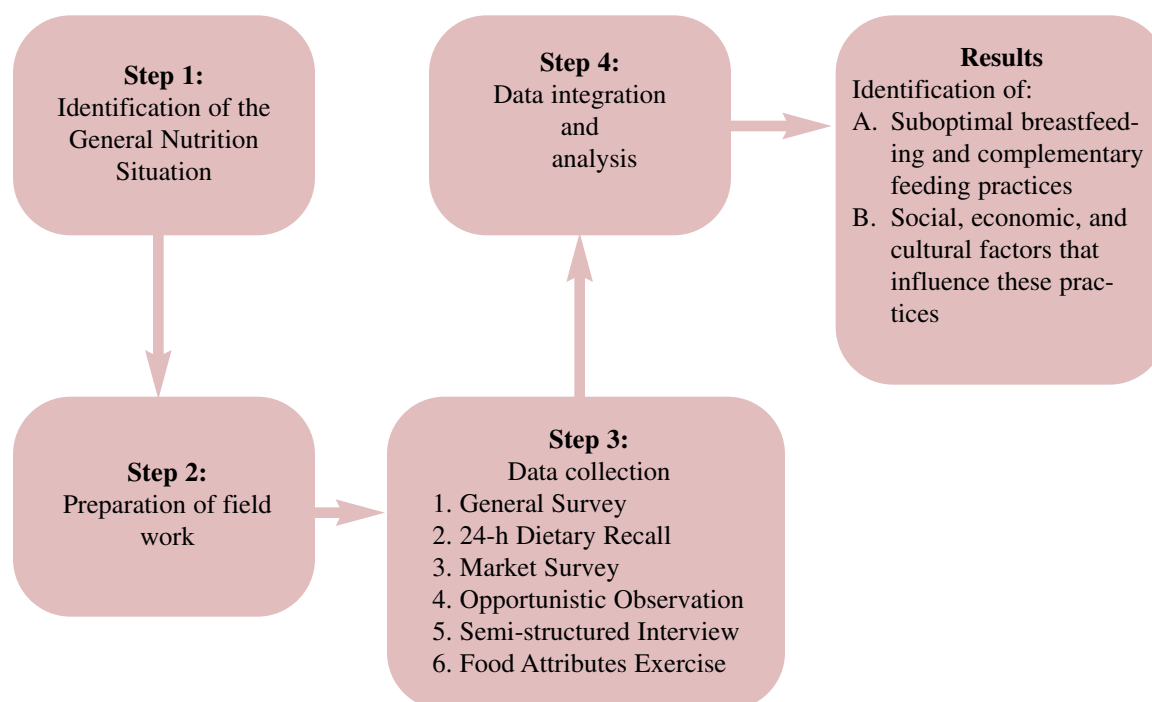 Step 1:
Identification of the
General Nutrition
Situation
Step 2:
Preparation of field
work
Step 3:
Data collection
1. General Survey
2. 24-h Dietary Recall
3. Market Survey
4. Opportunistic Observation
5. Semi-structured Interview
6. Food Attributes Exercise
Step 4:
Data integration
and
analysis
Results
Identification of:
A. Suboptimal breastfeed-
ing and complementary
feeding practices
B. Social, economic, and
cultural factors that
influence these prac-
tices